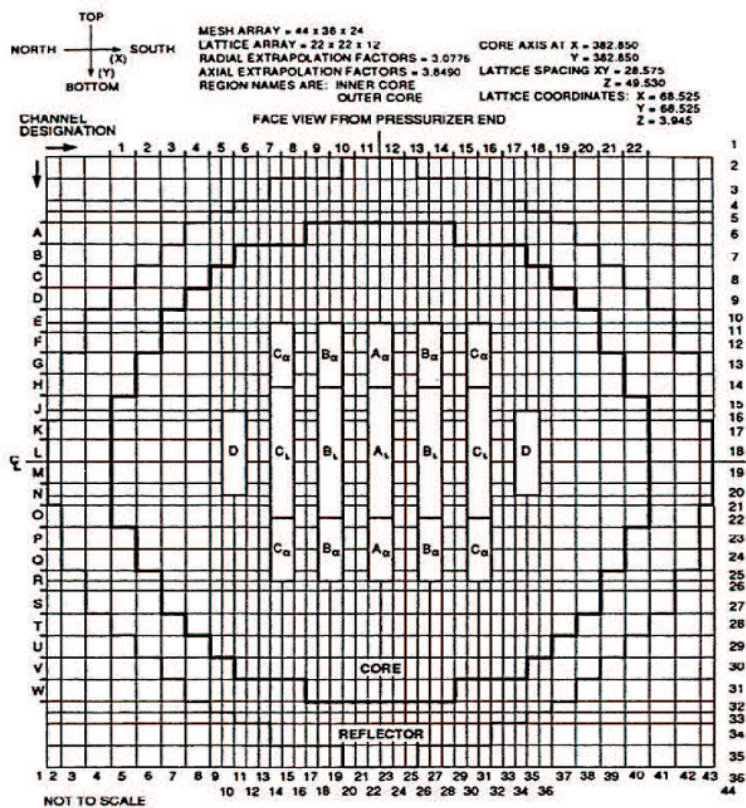 TOP
NORTH SOUTH
(X)
(Y)
BOTTOM
MESH ARRAY = 44 x 36 x 24
LATTICE ARRAY = 22 x 22 x 12
RADIAL EXTRAPOLATION FACTORS = 3.0776
AXIAL EXTRAPOLATION FACTORS = 3.8490
REGION NAMES ARE: INNER CORE
OUTER CORE
CORE AXIS AT X = 382.850
Y = 382.850
LATTICE SPACING XY = 28.575
Z = 49.530
LATTICE COORDINATES: X = 68.525
Y = 68.525
Z = 3.945
CHANNEL
DESIGNATION
FACE VIEW FROM PRESSURIZER END
1 2 3 4 5 6 7 8 9 10 11 12 13 14 15 16 17 18 19 20 21 22
1
2
3
4
5
A 6
B 7
C 8
D 9
E 10
F 11
12
G 13
H 14
J 15
K 16
17
L 18
M 19
N 20
O 21
22
P 23
Q 24
R 25
26
S 27
T 28
U 29
V 30
W 31
32
33
34
35
36
Cα Bα Aα Bα Cα
D CL BL AL BL CL D
Cα Bα Aα Bα Cα
CORE
REFLECTOR
℄
1 2 3 4 5 6 7 8 9 11 13 15 17 19 21 23 25 27 29 31 33 35 37 38 39 40 41 42 43
10 12 14 16 18 20 22 24 26 28 30 32 34 36 44
NOT TO SCALE